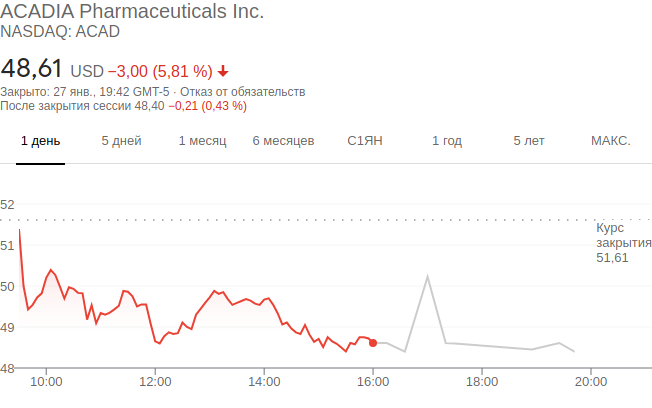 ACADIA Pharmaceuticals Inc.
NASDAQ: ACAD
48,61 USD −3,00 (5,81 %)
Закрыто: 27 янв., 19:42 GMT-5 · Отказ от обязательств
После закрытия сессии 48,40 −0,21 (0,43 %)
1 день 5 дней 1 месяц 6 месяцев С1ЯН 1 год 5 лет МАКС.
52
Курс
закрытия
51,61
51
50
49
48
10:00 12:00 14:00 16:00 18:00 20:00